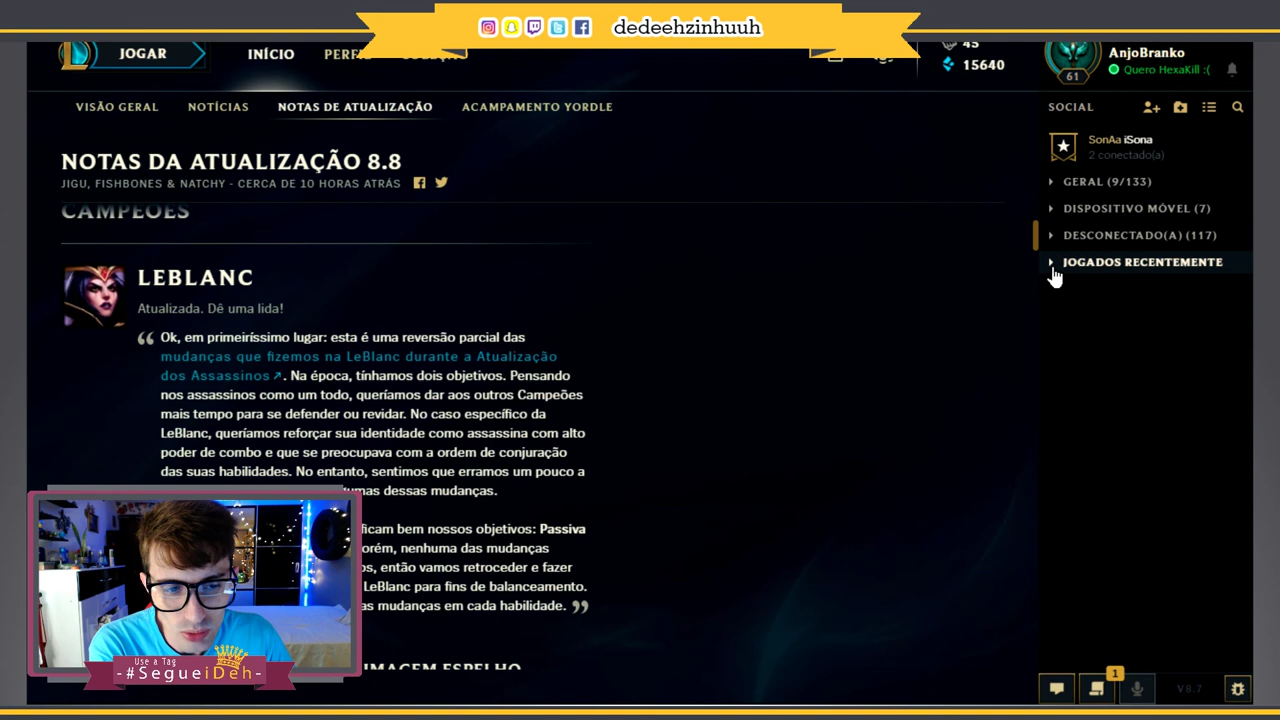 dedeehzinhuuh
JOGAR
INÍCIO
45
15640
AnjoBranko
Quero HexaKill :(
61
VISÃO GERAL
NOTÍCIAS
NOTAS DE ATUALIZAÇÃO
ACAMPAMENTO YORDLE
SOCIAL
NOTAS DA ATUALIZAÇÃO 8.8
JIGU, FISHBONES & NATCHY - CERCA DE 10 HORAS ATRÁS
SonAa iSona
2 conectado(a)
GERAL (9/133)
DISPOSITIVO MÓVEL (7)
DESCONECTADO(A) (117)
JOGADOS RECENTEMENTE
CAMPEÕES
LEBLANC
Atualizada. Dê uma lida!
Ok, em primeiríssimo lugar: esta é uma reversão parcial das
mudanças que fizemos na LeBlanc durante a Atualização
dos Assassinos. Na época, tínhamos dois objetivos. Pensando
nos assassinos como um todo, queríamos dar aos outros Campeões
mais tempo para se defender ou revidar. No caso específico da
LeBlanc, queríamos reforçar sua identidade como assassina com alto
poder de combo e que se preocupava com a ordem de conjuração
das suas habilidades. No entanto, sentimos que erramos um pouco a
dessas mudanças.
bem nossos objetivos: Passiva
nenhuma das mudanças
então vamos retroceder e fazer
LeBlanc para fins de balanceamento.
mudanças em cada habilidade.
IMAGEM ESPELHO
Use a Tag
-#SegueiDeh-
1
V8.7